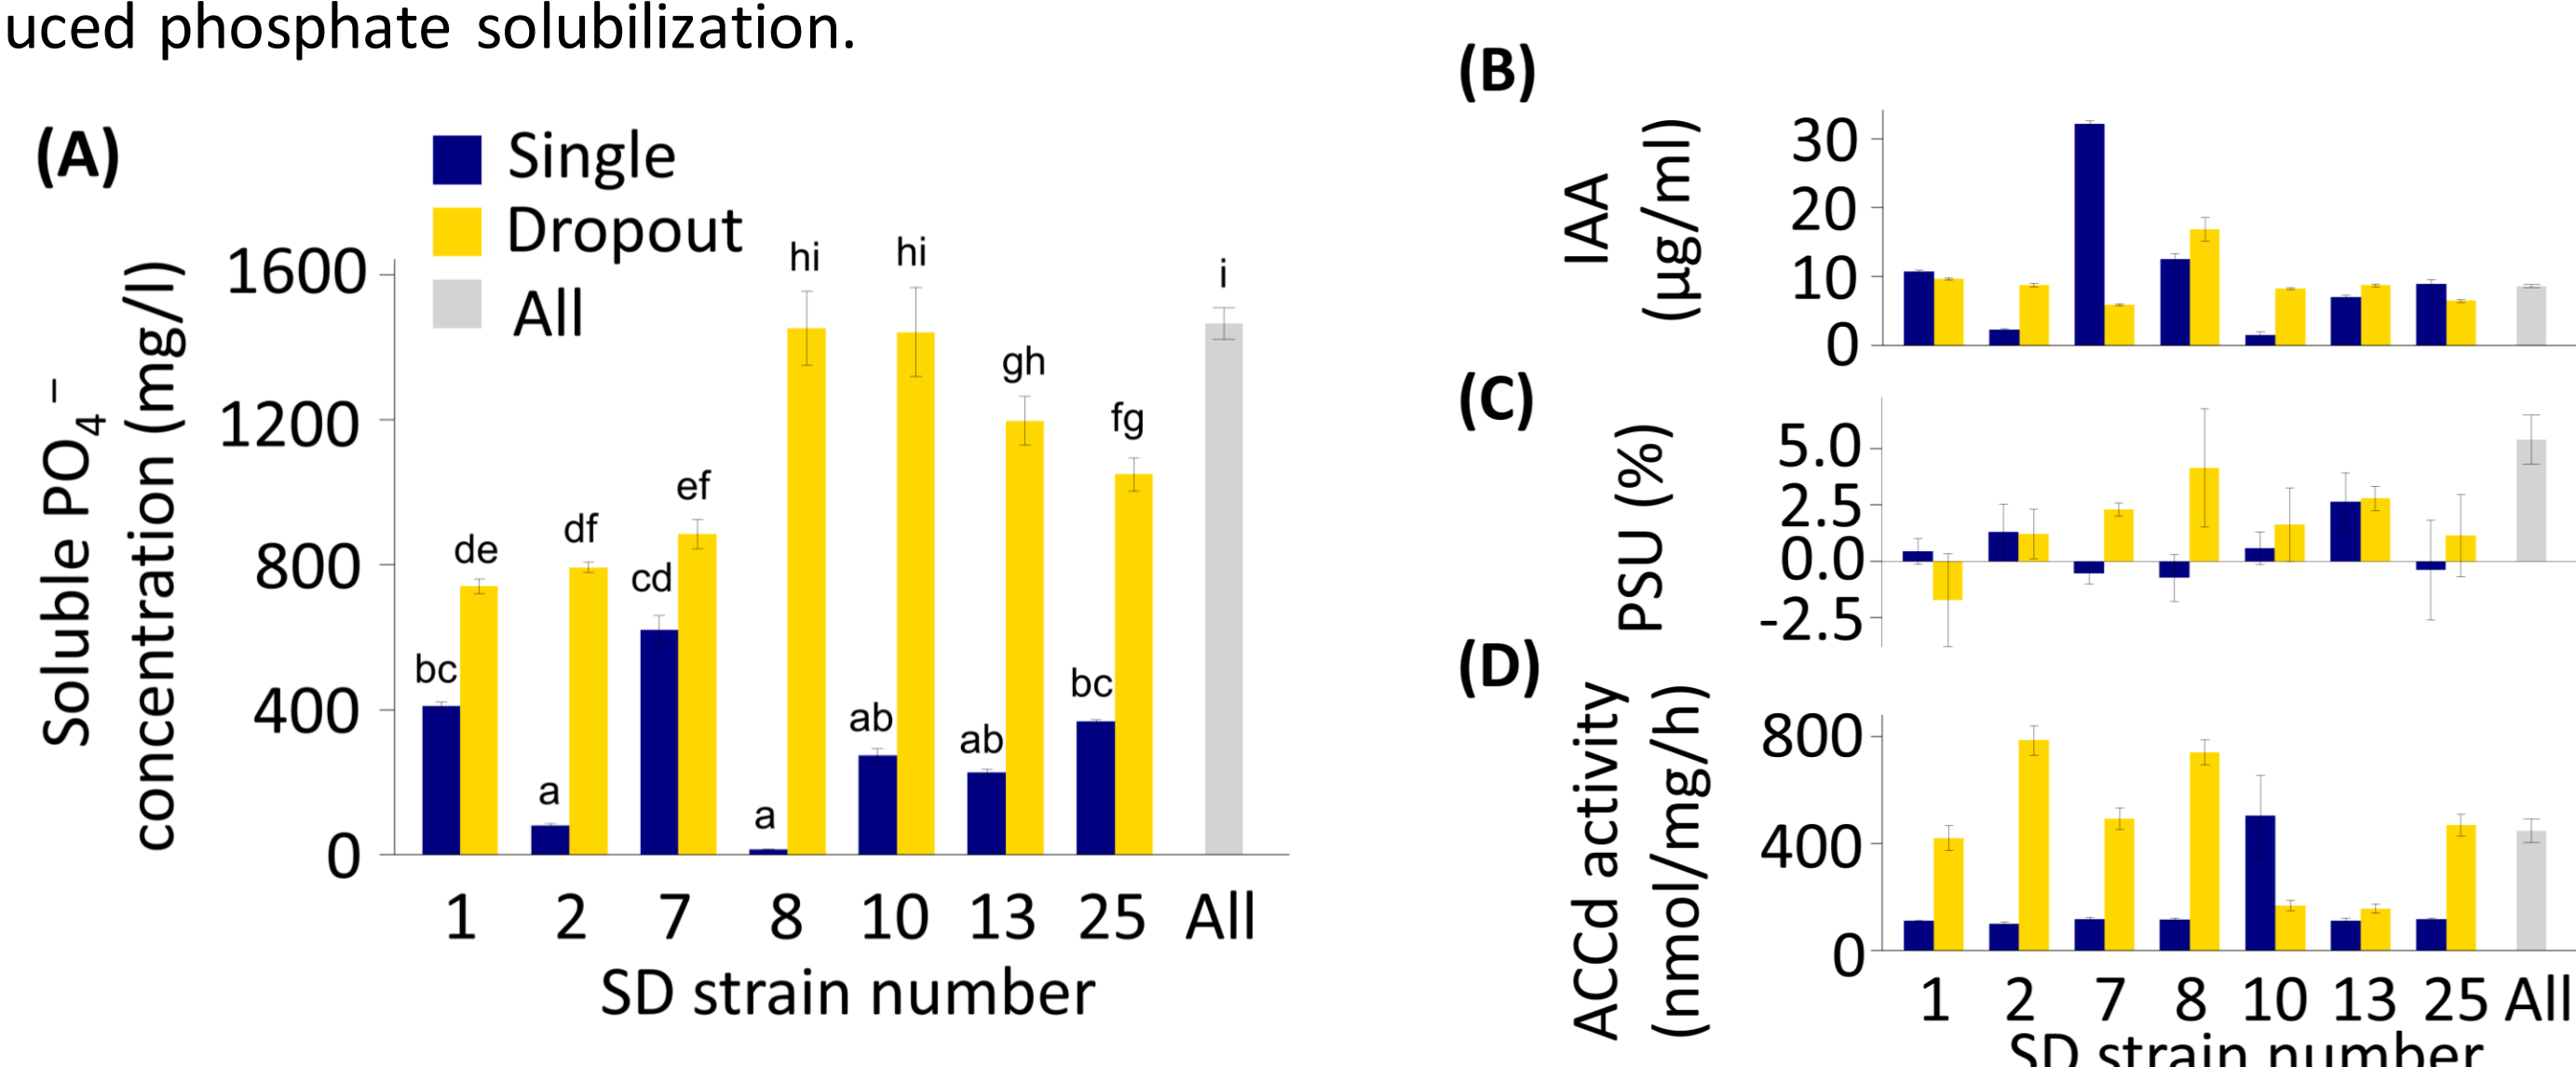 uced phosphate solubilization.
(A)
Single
Dropout
All
Soluble PO4−
concentration (mg/l)
1600
1200
800
400
0
bc
de
a
df
cd
ef
a
hi
ab
hi
ab
gh
bc
fg
i
1 2 7 8 10 13 25 All
SD strain number
(B)
IAA
(µg/ml)
30
20
10
0
(C)
PSU (%)
5.0
2.5
0.0
-2.5
(D)
ACCd activity
(nmol/mg/h)
800
400
0
1 2 7 8 10 13 25 All
SD strain number